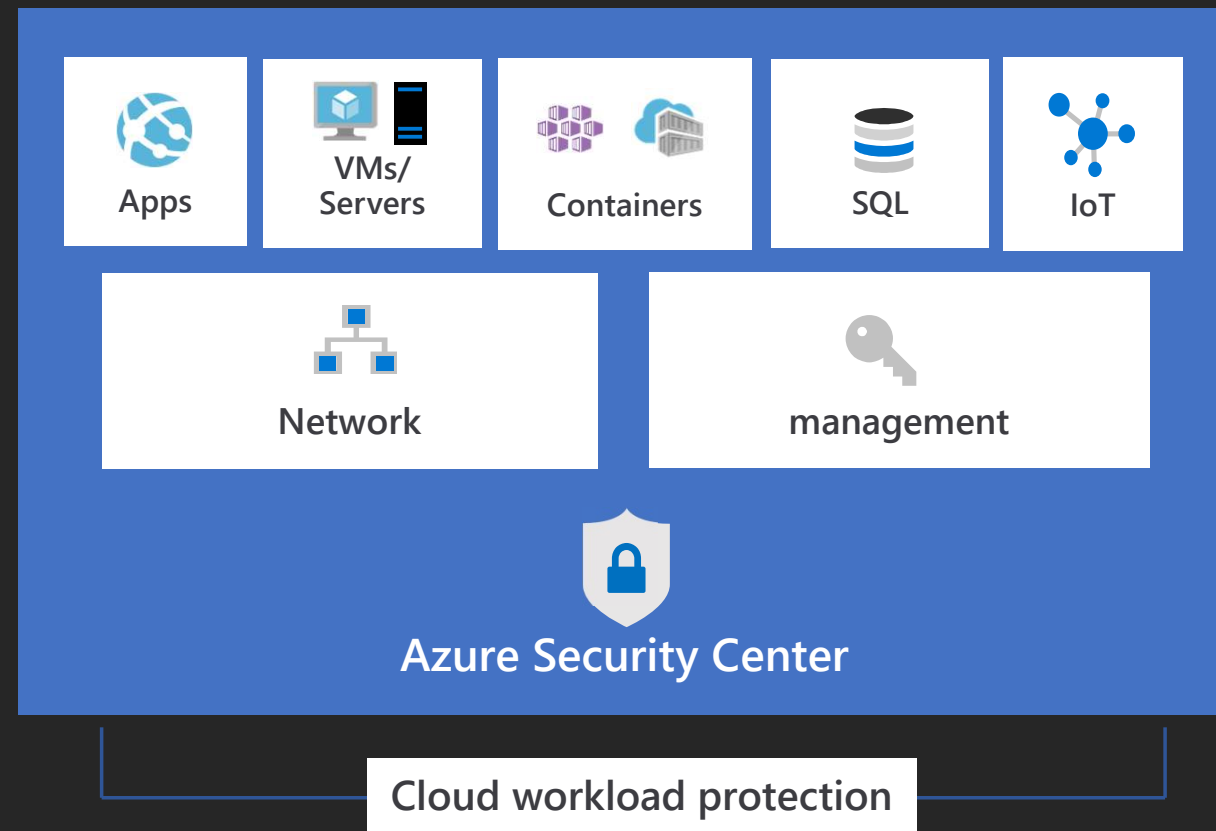 Apps
VMs/
Servers
Containers
SQL
IoT
Network
management
Azure Security Center
Cloud workload protection